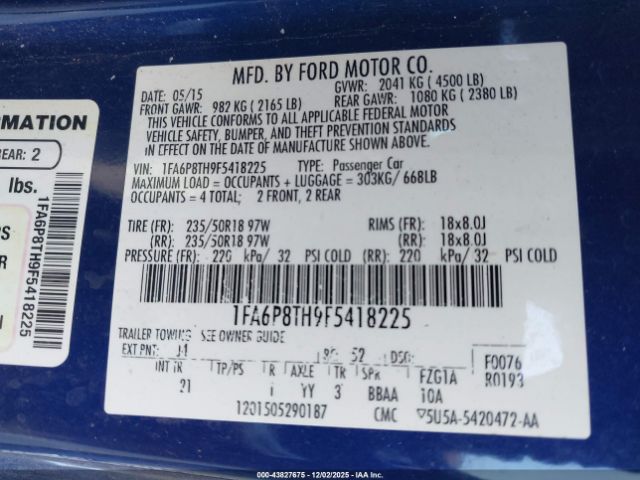 MFD. BY FORD MOTOR CO.
DATE: 05/15 GVWR: 2041 KG ( 4500 LB)
FRONT GAWR: 982 KG ( 2165 LB) REAR GAWR: 1080 KG ( 2380 LB)
THIS VEHICLE CONFORMS TO ALL APPLICABLE FEDERAL MOTOR
VEHICLE SAFETY, BUMPER, AND THEFT PREVENTION STANDARDS
IN EFFECT ON THE DATE OF MANUFACTURE SHOWN ABOVE.
VIN: 1FA6P8TH9F5418225 TYPE: Passenger Car
MAXIMUM LOAD = OCCUPANTS + LUGGAGE = 303KG/ 668LB
OCCUPANTS = 4 TOTAL; 2 FRONT, 2 REAR
TIRE (FR): 235/50R18 97W RIMS (FR): 18x8.0J
(RR): 235/50R18 97W (RR): 18x8.0J
PRESSURE (FR): 220 kPa/ 32 PSI COLD (RR): 220 kPa/ 32 PSI COLD
1FA6P8TH9F5418225
TRAILER TOWING: SEE OWNER GUIDE
EXT PNT: 52 DSO: F0076
R0193
INT TR TP/PS R AXLE TR SPR FZG1A
YY 3 BBAA 10A
1201505290187 CMC 5U5A-5420472-AA
RMATION
REAR: 2
lbs.
1FA6P8TH9F5418225
000-43827675 - 12/02/2025 - IAA Inc.